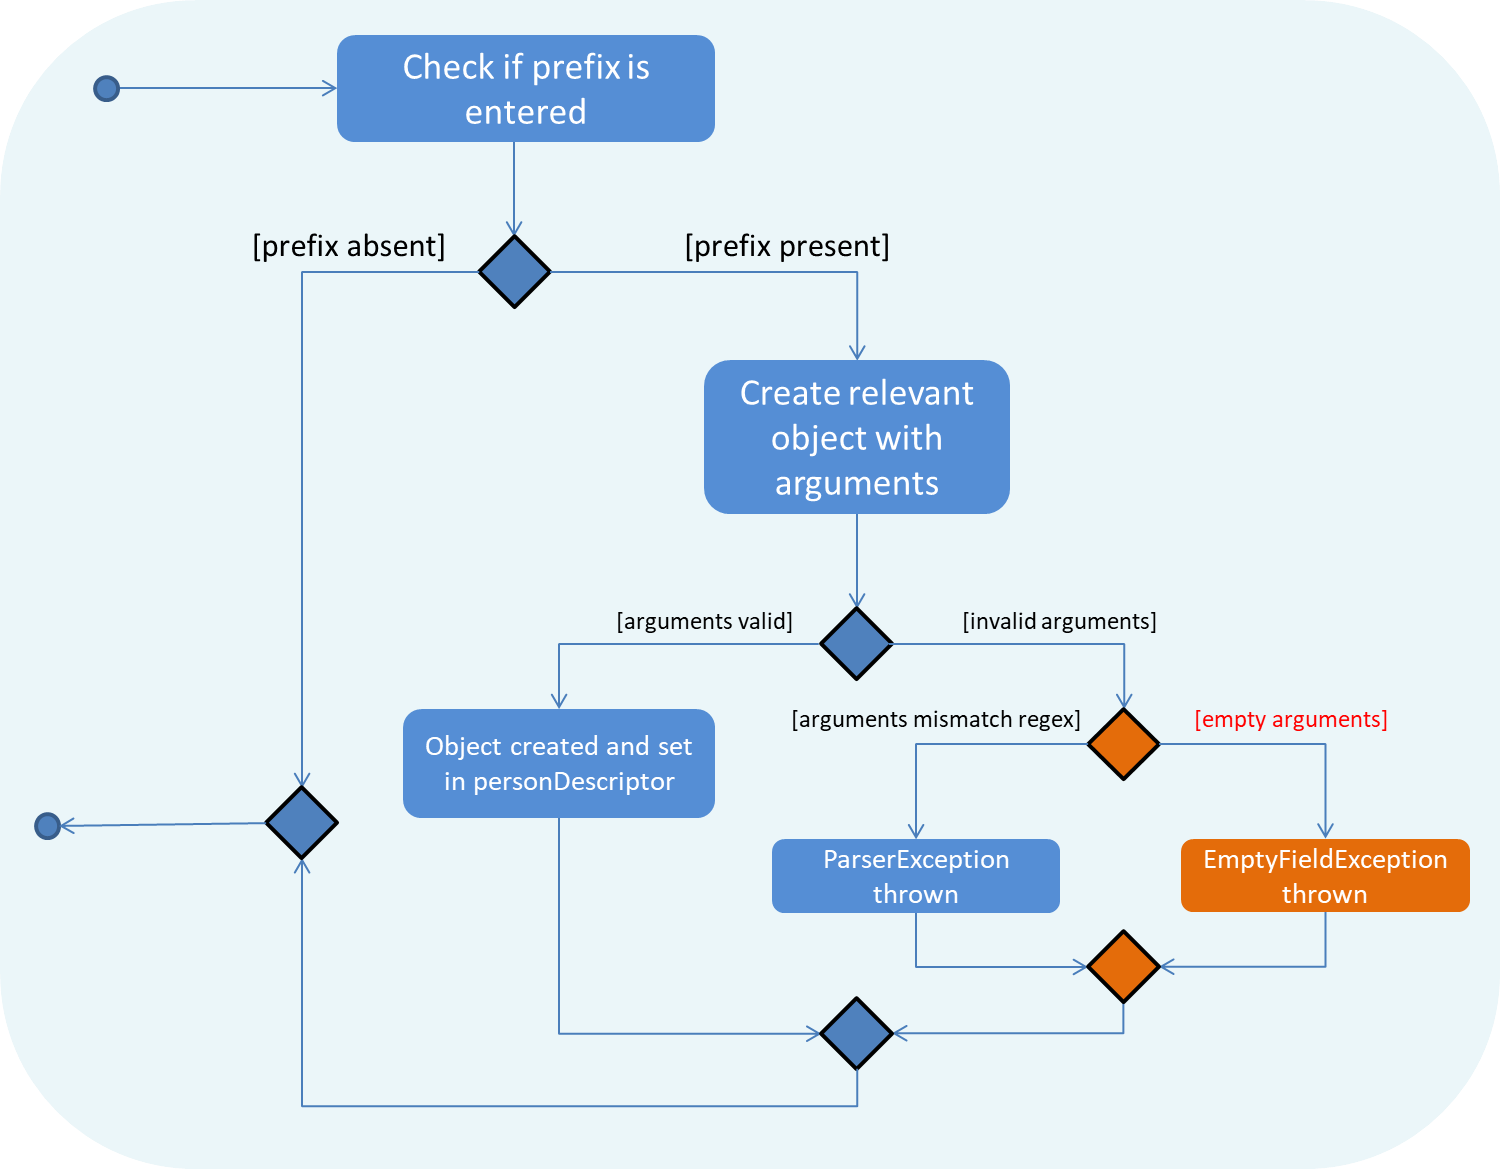 Check if prefix is
entered
[prefix absent]
[prefix present]
Create relevant
object with
arguments
[arguments valid]
[invalid arguments]
[arguments mismatch regex]
[empty arguments]
Object created and set
in personDescriptor
ParserException
thrown
EmptyFieldException
thrown